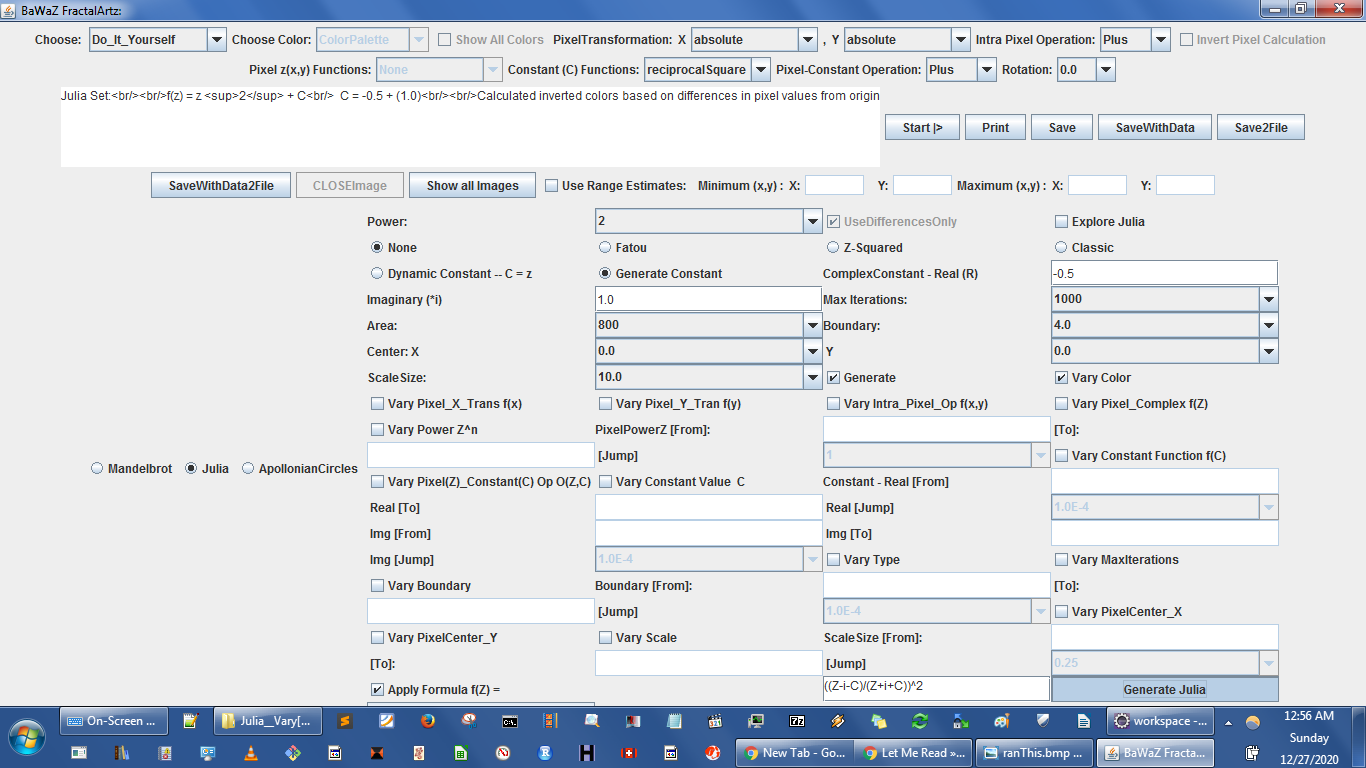 BaWaZ FractalArtz:
Choose: Do_It_Yourself Choose Color: ColorPalette Show All Colors PixelTransformation: X absolute , Y absolute Intra Pixel Operation: Plus Invert Pixel Calculation
Pixel z(x,y) Functions: None Constant (C) Functions: reciprocalSquare Pixel-Constant Operation: Plus Rotation: 0.0
Julia Set:<br/><br/>f(z) = z <sup>2</sup> + C<br/> C = -0.5 + (1.0)<br/><br/>Calculated inverted colors based on differences in pixel values from origin
Start |> Print Save SaveWithData Save2File
SaveWithData2File CLOSEImage Show all Images Use Range Estimates: Minimum (x,y) : X: Y: Maximum (x,y) : X: Y:
Power: 2 UseDifferencesOnly Explore Julia
None Fatou Z-Squared Classic
Dynamic Constant -- C = z Generate Constant ComplexConstant - Real (R) -0.5
Imaginary (*i) 1.0 Max Iterations: 1000
Area: 800 Boundary: 4.0
Center: X 0.0 Y 0.0
ScaleSize: 10.0 Generate Vary Color
Vary Pixel_X_Trans f(x) Vary Pixel_Y_Tran f(y) Vary Intra_Pixel_Op f(x,y) Vary Pixel_Complex f(Z)
Vary Power Z^n PixelPowerZ [From]: [To]:
[Jump] 1 Vary Constant Function f(C)
Mandelbrot Julia ApollonianCircles
Vary Pixel(Z)_Constant(C) Op O(Z,C) Vary Constant Value C Constant - Real [From]
Real [To] Real [Jump] 1.0E-4
Img [From] Img [To]
Img [Jump] 1.0E-4 Vary Type Vary MaxIterations
Vary Boundary Boundary [From]: [To]:
[Jump] 1.0E-4 Vary PixelCenter_X
Vary PixelCenter_Y Vary Scale ScaleSize [From]:
[To]: [Jump] 0.25
Apply Formula f(Z) = ((Z-i-C)/(Z+i+C))^2 Generate Julia
On-Screen ... Julia__Vary[... workspace -... 12:56 AM
Sunday
New Tab - Go... Let Me Read »... ranThis.bmp ... BaWaZ Fracta... 12/27/2020